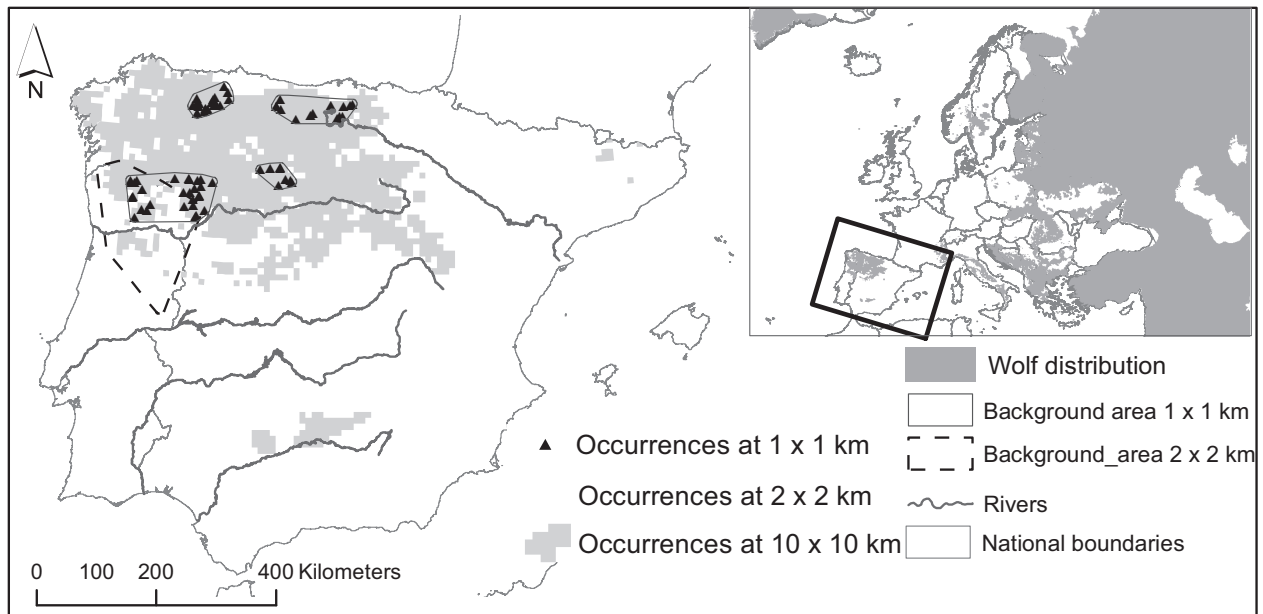 N
Wolf distribution
Background area 1 x 1 km
Background_area 2 x 2 km
Rivers
National boundaries
Occurrences at 1 x 1 km
Occurrences at 2 x 2 km
Occurrences at 10 x 10 km
0 100 200 400 Kilometers